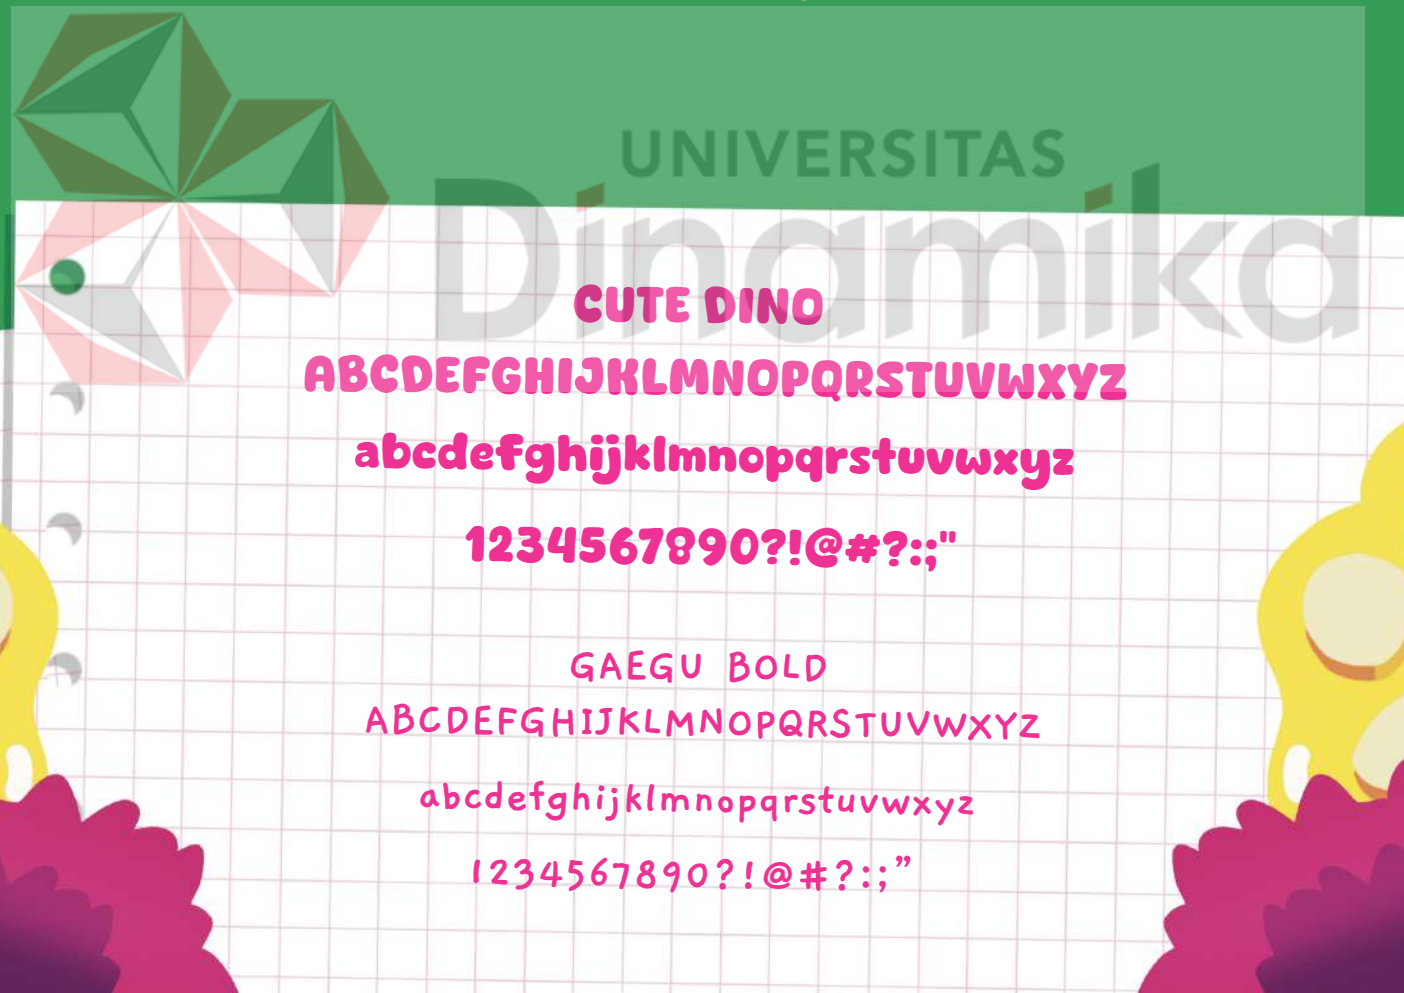 UNIVERSITAS
Dinamika
CUTE DINO
ABCDEFGHIJKLMNOPQRSTUVWXYZ
abcdefghijklmnopqrstuvwxyz
1234567890?!@#?:;"
GAEGU BOLD
ABCDEFGHIJKLMNOPQRSTUVWXYZ
abcdefghijklmnopqrstuvwxyz
1234567890?!@#?:;”